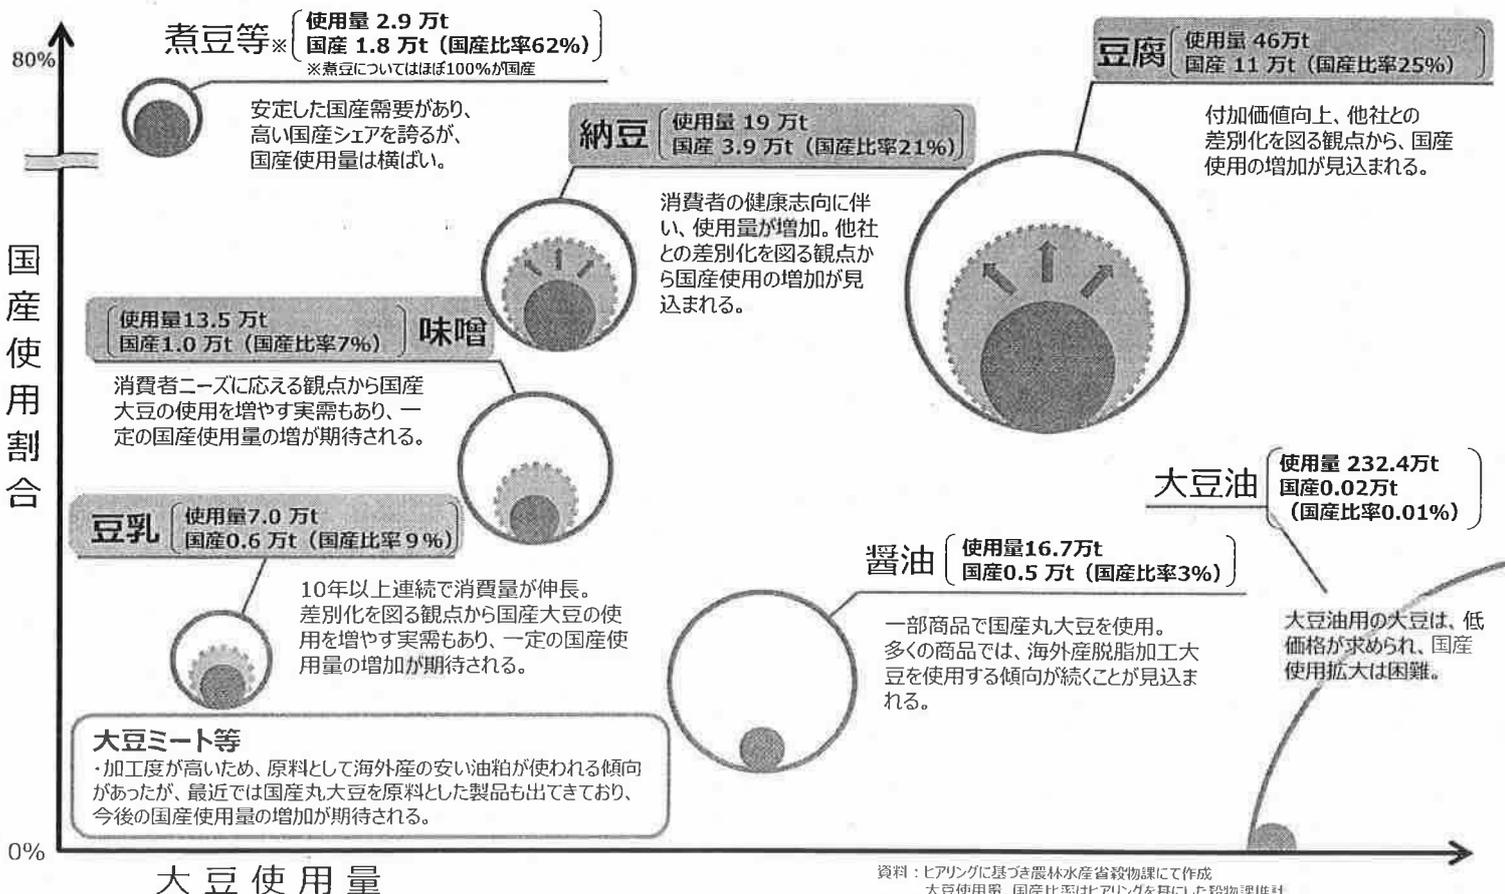 80%
煮豆等※
使用量 2.9 万t
国産 1.8 万t（国産比率62%）
※煮豆についてはほぼ100%が国産
安定した国産需要があり、
高い国産シェアを誇るが、
国産使用量は横ばい。
納豆
使用量 19 万t
国産 3.9 万t（国産比率21%）
消費者の健康志向に伴
い、使用量が増加。他社
との差別化を図る観点か
ら国産使用の増加が見
込まれる。
豆腐
使用量 46万t
国産 11 万t（国産比率25%）
付加価値向上、他社との
差別化を図る観点から、国産
使用の増加が見込まれる。
国産使用割合
使用量13.5 万t
国産1.0 万t（国産比率7%）
味噌
消費者ニーズに応える観点から国産
大豆の使用を増やす実需もあり、一
定の国産使用量の増が期待される。
豆乳
使用量7.0 万t
国産0.6 万t（国産比率９%）
10年以上連続で消費量が伸長。
差別化を図る観点から国産大豆の使
用を増やす実需もあり、一定の国産使
用量の増加が期待される。
醤油
使用量16.7万t
国産0.5 万t（国産比率3%）
一部商品で国産丸大豆を使用。
多くの商品では、海外産脱脂加工大
豆を使用する傾向が続くことが見込ま
れる。
大豆油
使用量 232.4万t
国産0.02万t
（国産比率0.01%）
大豆油用の大豆は、低
価格が求められ、国産
使用拡大は困難。
大豆ミート等
・加工度が高いため、原料として海外産の安い油粕が使われる傾向
があったが、最近では国産丸大豆を原料とした製品も出てきており、
今後の国産使用量の増加が期待される。
0%
大豆使用量
資料：ヒアリングに基づき農林水産省穀物課にて作成
大豆使用量、国産比率はヒアリングを基にした穀物課推計